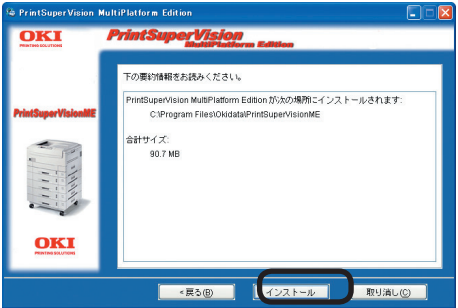 PrintSuperVision MultiPlatform Edition
OKI
PRINTING SOLUTIONS
PrintSuperVision
MultiPlatform Edition
下の要約情報をお読みください。
PrintSuperVision MultiPlatform Edition が次の場所にインストールされます:
C:\Program Files\Okidata\PrintSuperVisionME
合計サイズ:
90.7 MB
PrintSuperVisionME
OKI
PRINTING SOLUTIONS
<戻る(B)
インストール
取り消し(C)